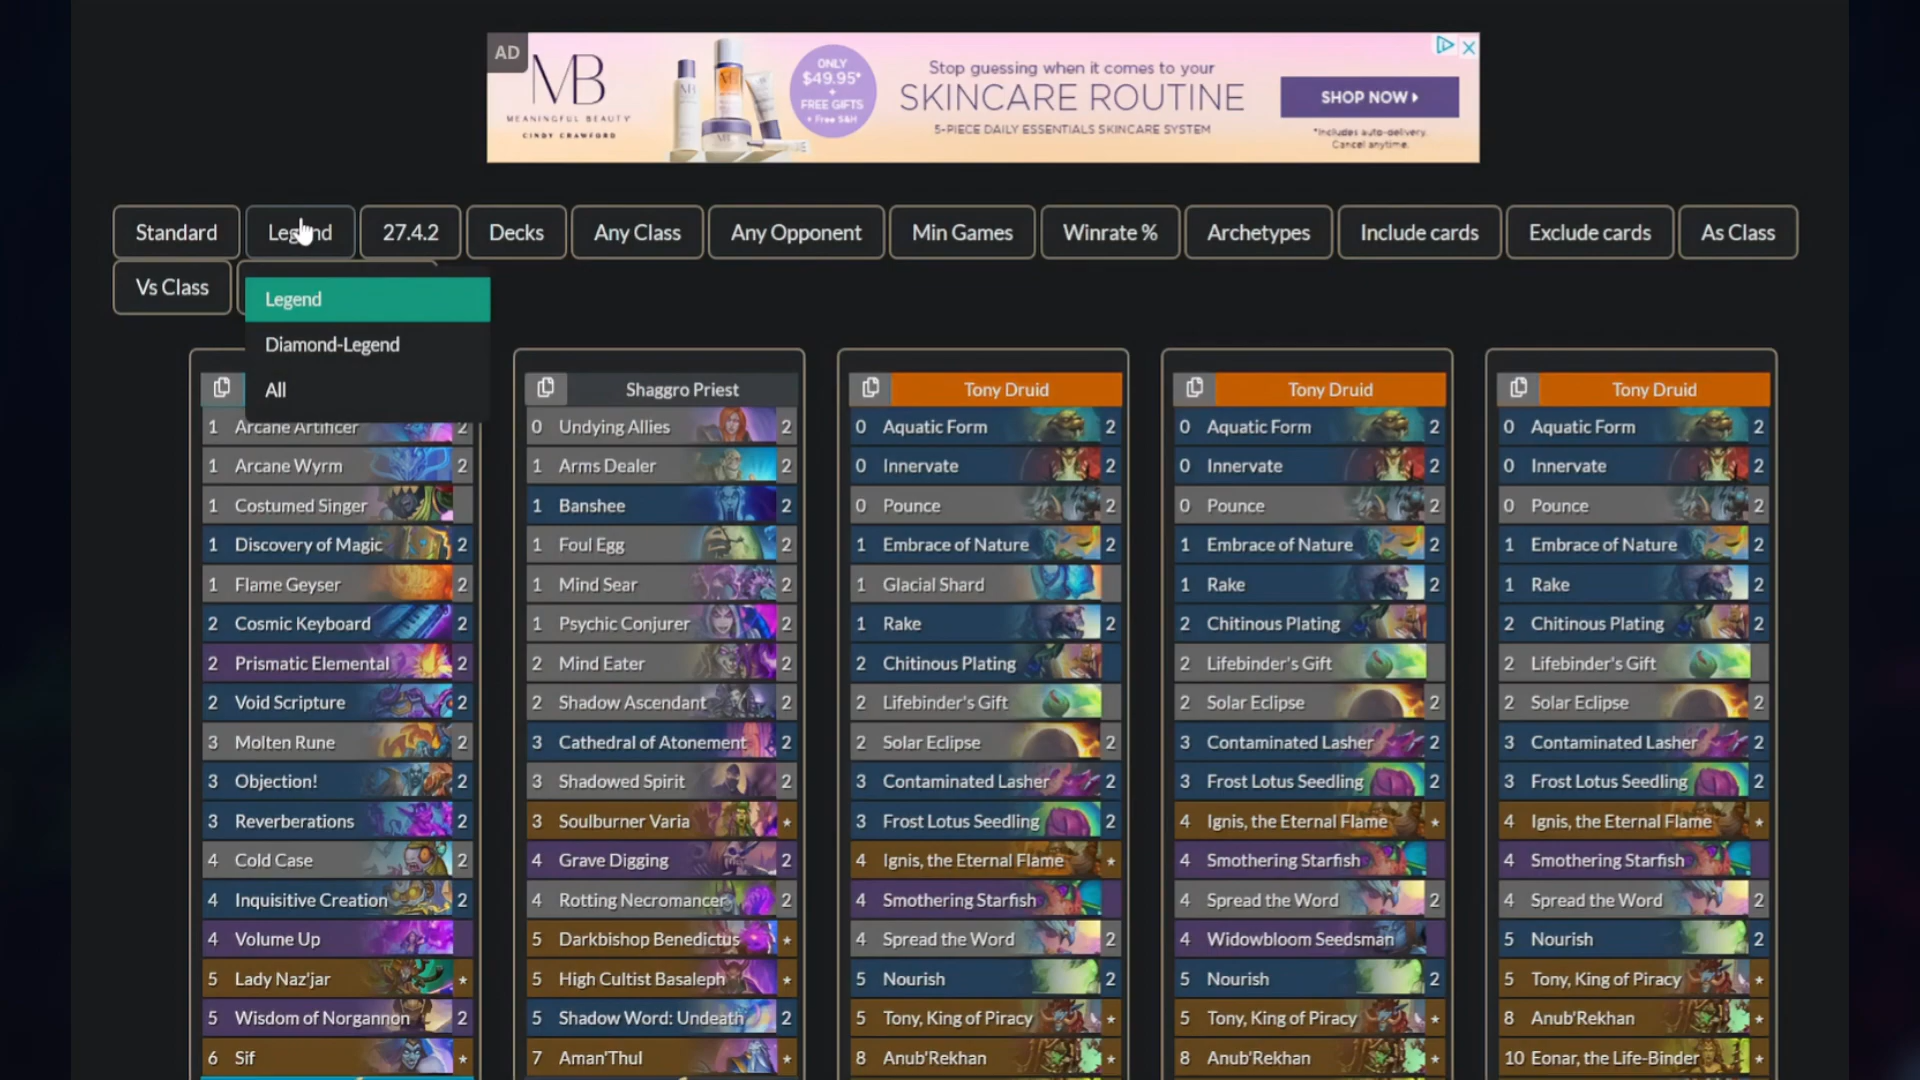 AD
MB
MEANINGFUL BEAUTY
CINDY CRAWFORD
ONLY
$49.95*
+
FREE GIFTS
+ Free S&H
Stop guessing when it comes to your
SKINCARE ROUTINE
5-PIECE DAILY ESSENTIALS SKINCARE SYSTEM
SHOP NOW
*Includes auto-delivery.
Cancel anytime.
Standard Legend 27.4.2 Decks Any Class Any Opponent Min Games Winrate % Archetypes Include cards Exclude cards As Class
Vs Class
Legend
Diamond-Legend
All
1 Arcane Artificer 2
1 Arcane Wyrm 2
1 Costumed Singer
1 Discovery of Magic 2
1 Flame Geyser 2
2 Cosmic Keyboard 2
2 Prismatic Elemental 2
2 Void Scripture 2
3 Molten Rune 2
3 Objection! 2
3 Reverberations 2
4 Cold Case 2
4 Inquisitive Creation 2
4 Volume Up
5 Lady Naz'jar
5 Wisdom of Norgannon 2
6 Sif
Shaggro Priest
0 Undying Allies 2
1 Arms Dealer 2
1 Banshee 2
1 Foul Egg 2
1 Mind Sear 2
1 Psychic Conjurer 2
2 Mind Eater 2
2 Shadow Ascendant 2
3 Cathedral of Atonement 2
3 Shadowed Spirit 2
3 Soulburner Varia
4 Grave Digging 2
4 Rotting Necromancer 2
5 Darkbishop Benedictus
5 High Cultist Basaleph
5 Shadow Word: Undeath 2
7 Aman'Thul
Tony Druid
0 Aquatic Form 2
0 Innervate 2
0 Pounce 2
1 Embrace of Nature 2
1 Glacial Shard
1 Rake 2
2 Chitinous Plating
2 Lifebinder's Gift
2 Solar Eclipse 2
3 Contaminated Lasher 2
3 Frost Lotus Seedling 2
4 Ignis, the Eternal Flame
4 Smothering Starfish
4 Spread the Word 2
5 Nourish 2
5 Tony, King of Piracy
8 Anub'Rekhan
Tony Druid
0 Aquatic Form 2
0 Innervate 2
0 Pounce 2
1 Embrace of Nature 2
1 Rake 2
2 Chitinous Plating
2 Lifebinder's Gift
2 Solar Eclipse 2
3 Contaminated Lasher 2
3 Frost Lotus Seedling 2
4 Ignis, the Eternal Flame
4 Smothering Starfish
4 Spread the Word 2
4 Widowbloom Seedsman
5 Nourish 2
5 Tony, King of Piracy
8 Anub'Rekhan
Tony Druid
0 Aquatic Form 2
0 Innervate 2
0 Pounce 2
1 Embrace of Nature 2
1 Rake 2
2 Chitinous Plating 2
2 Lifebinder's Gift
2 Solar Eclipse 2
3 Contaminated Lasher 2
3 Frost Lotus Seedling 2
4 Ignis, the Eternal Flame
4 Smothering Starfish
4 Spread the Word 2
5 Nourish 2
5 Tony, King of Piracy
8 Anub'Rekhan
10 Eonar, the Life-Binder